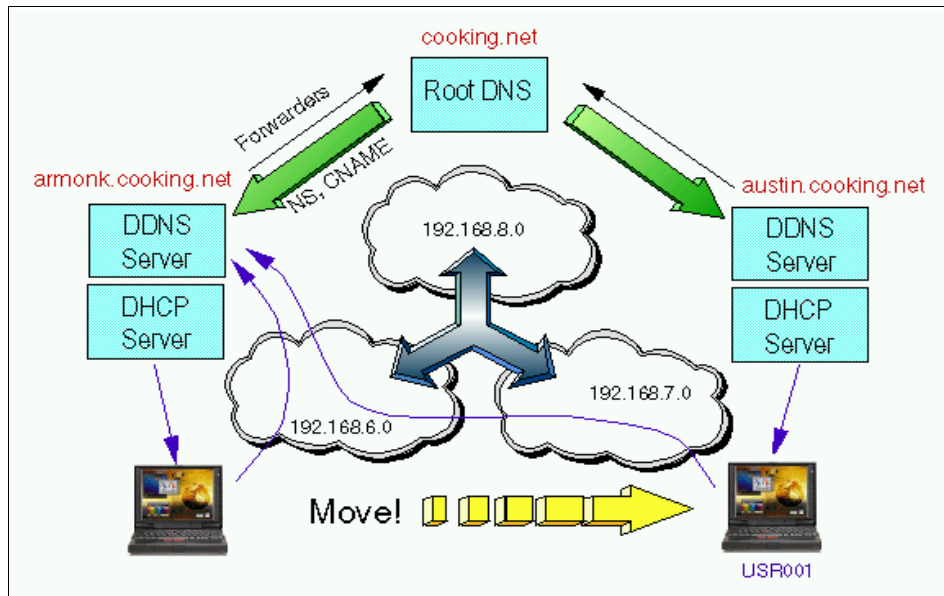 cooking.net
Root DNS
Forwarders
NS, CNAME
armonk.cooking.net
austin.cooking.net
DDNS
Server
DHCP
Server
DDNS
Server
DHCP
Server
192.168.8.0
192.168.6.0
192.168.7.0
Move!
USR001